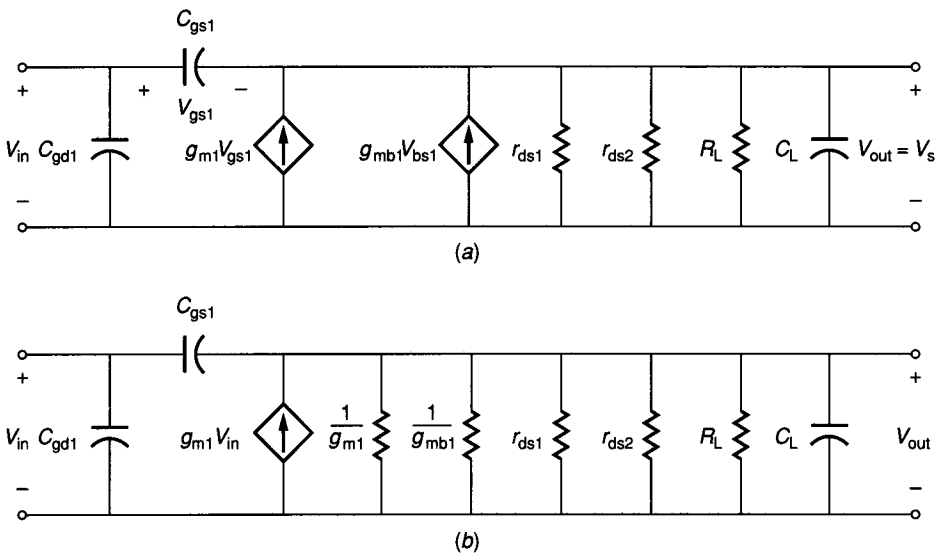 C_gs1
+ + − +
V_gs1
V_in C_gd1 g_m1V_gs1 g_mb1V_bs1 r_ds1 r_ds2 R_L C_L V_out = V_s
− −
(a)
C_gs1
+ +
V_in C_gd1 g_m1V_in 1/g_m1 1/g_mb1 r_ds1 r_ds2 R_L C_L V_out
− −
(b)